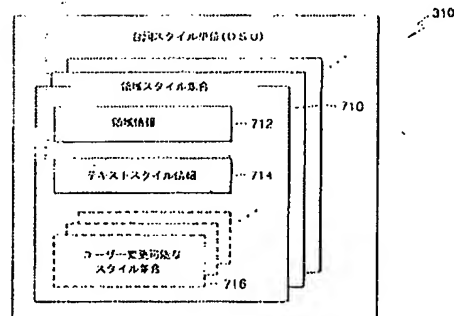 310
台詞スタイル単位(DSU)
領域スタイル集合
710
領域情報
712
テキストスタイル情報
714
ユーザー変更可能な
スタイル集合
716